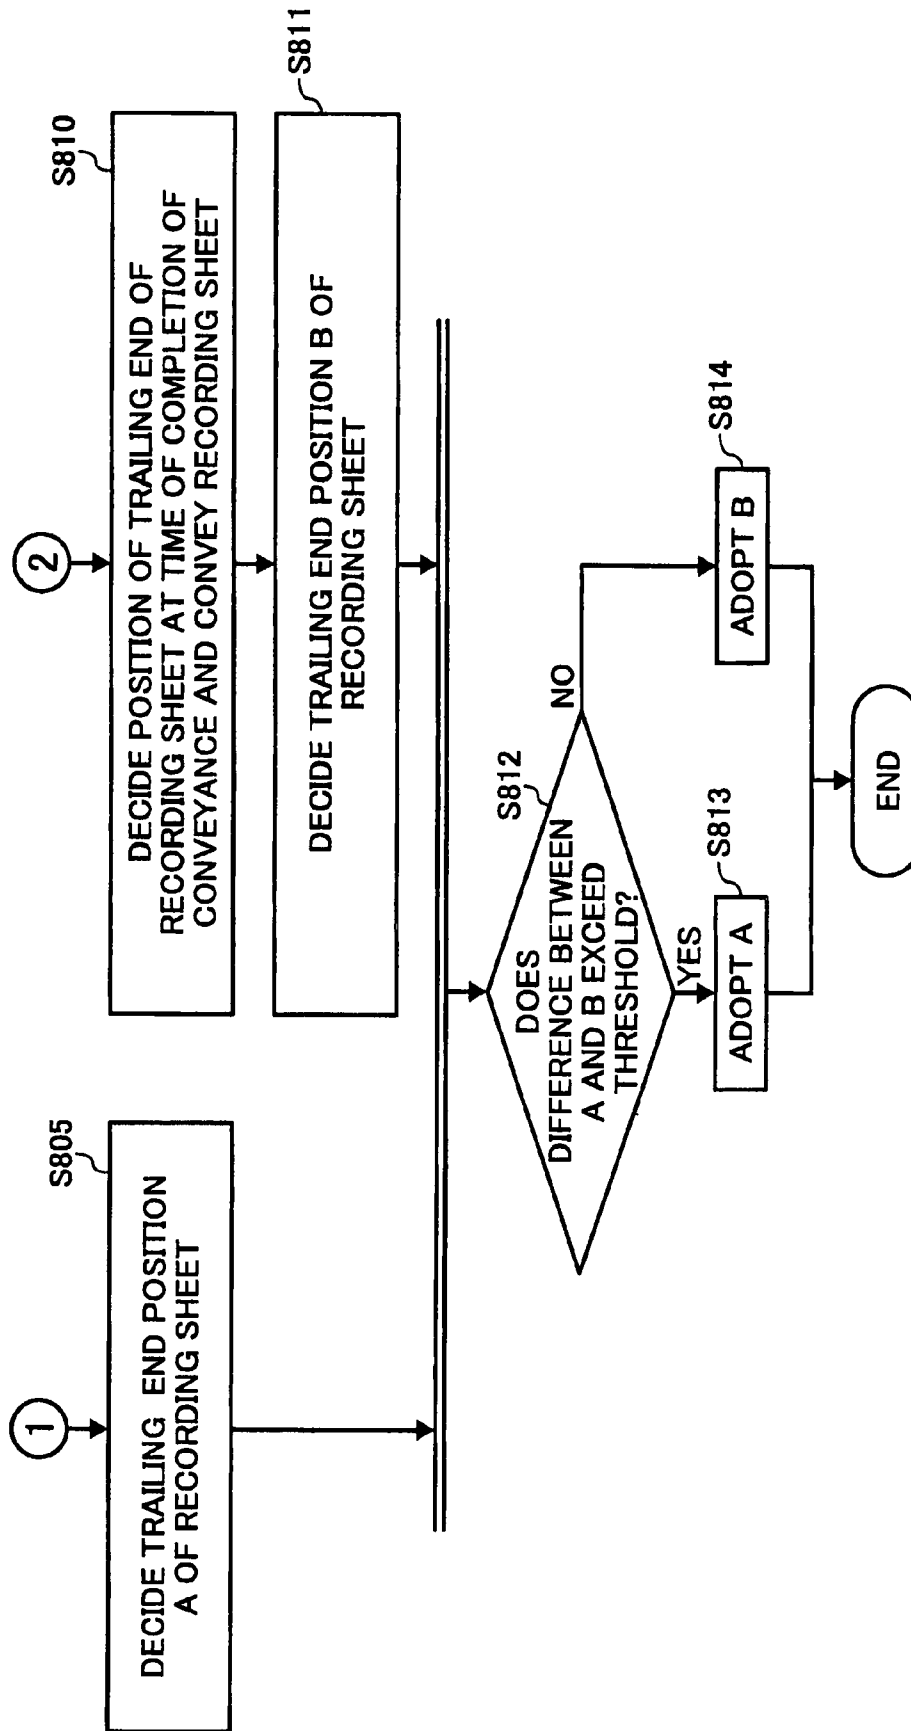 1
S805
DECIDE TRAILING END POSITION
A OF RECORDING SHEET
2
S810
DECIDE POSITION OF TRAILING END OF
RECORDING SHEET AT TIME OF COMPLETION OF
CONVEYANCE AND CONVEY RECORDING SHEET
S811
DECIDE TRAILING END POSITION B OF
RECORDING SHEET
S812
DOES
DIFFERENCE BETWEEN
A AND B EXCEED
THRESHOLD?
NO
YES
S813
ADOPT A
S814
ADOPT B
END